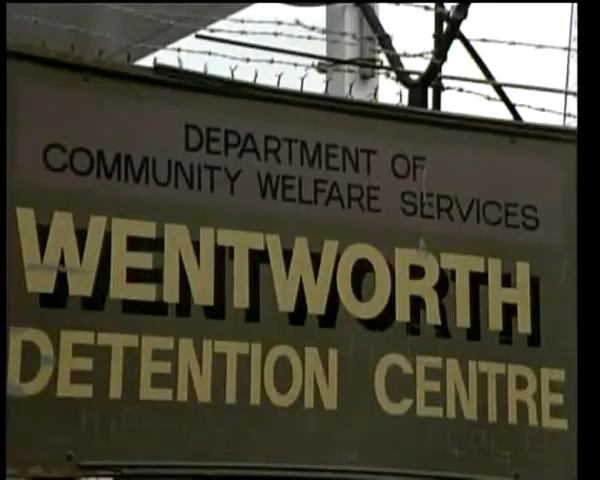 DEPARTMENT OF
COMMUNITY WELFARE SERVICES
WENTWORTH
DETENTION CENTRE